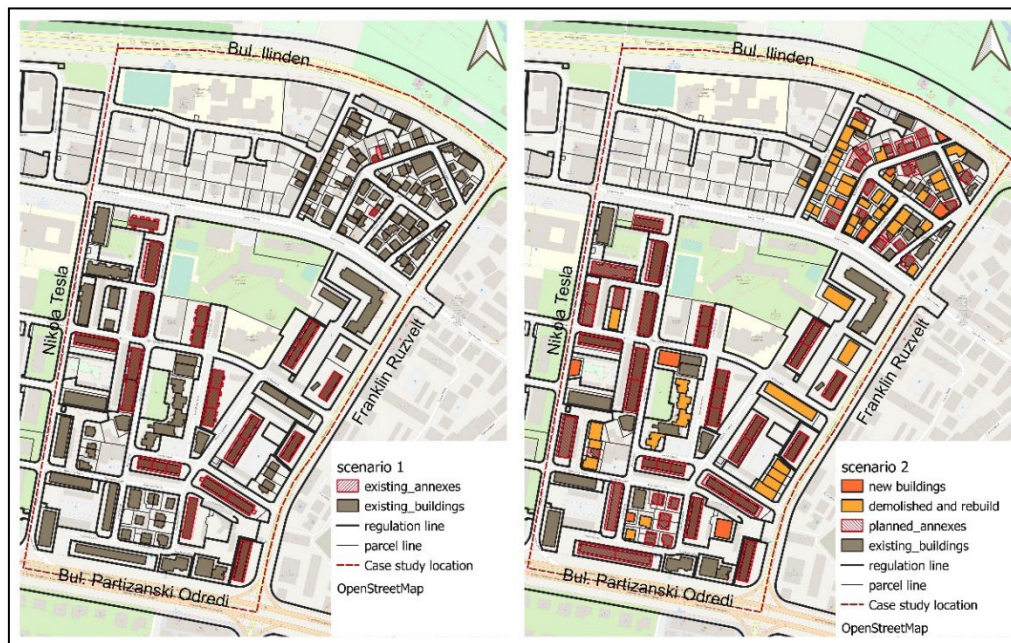 Bul. Ilinden
Nikola Tesla
Franklin Ruzvelt
scenario 1
existing_annexes
existing_buildings
regulation line
parcel line
Case study location
OpenStreetMap
Bul. Partizanski Odredi
Bul. Ilinden
Nikola Tesla
Franklin Ruzvelt
scenario 2
new buildings
demolished and rebuild
planned_annexes
existing_buildings
regulation line
parcel line
Case study location
OpenStreetMap
Bul. Partizanski Odredi